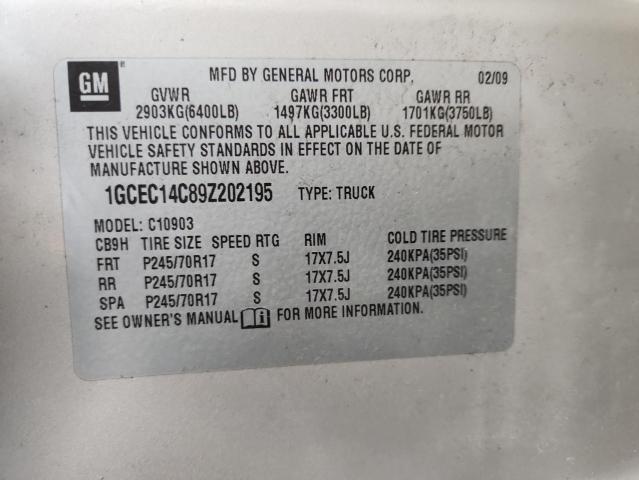 GM
MFD BY GENERAL MOTORS CORP. 02/09
GVWR GAWR FRT GAWR RR
2903KG(6400LB) 1497KG(3300LB) 1701KG(3750LB)
THIS VEHICLE CONFORMS TO ALL APPLICABLE U.S. FEDERAL MOTOR
VEHICLE SAFETY STANDARDS IN EFFECT ON THE DATE OF
MANUFACTURE SHOWN ABOVE.
1GCEC14C89Z202195 TYPE: TRUCK
MODEL: C10903
CB9H TIRE SIZE SPEED RTG RIM COLD TIRE PRESSURE
FRT P245/70R17 S 17X7.5J 240KPA(35PSI)
RR P245/70R17 S 17X7.5J 240KPA(35PSI)
SPA P245/70R17 S 17X7.5J 240KPA(35PSI)
SEE OWNER'S MANUAL i FOR MORE INFORMATION.